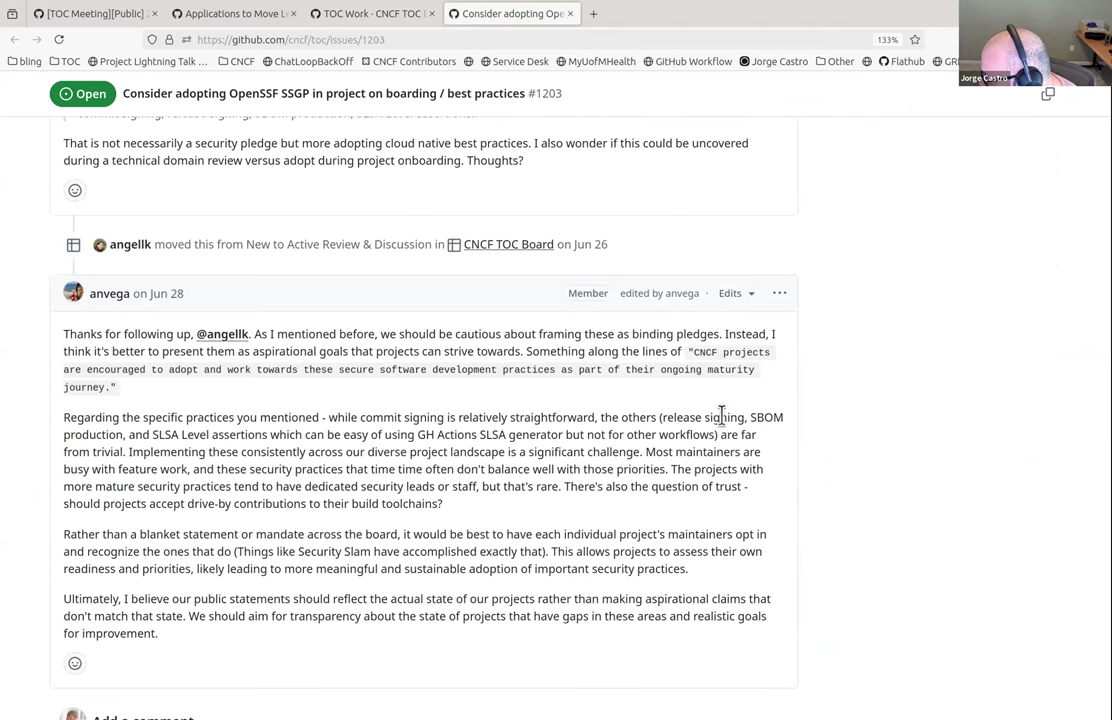 [TOC Meeting][Public] 2
Applications to Move L
TOC Work · CNCF TOC
Consider adopting Ope
https://github.com/cncf/toc/issues/1203
133%
bling
TOC
Project Lightning Talk ...
CNCF
ChatLoopBackOff
CNCF Contributors
Service Desk
MyUofMHealth
GitHub Workflow
Jorge Castro
Other
Flathub
Jorge Castro
Open
Consider adopting OpenSSF SSGP in project on boarding / best practices #1203
That is not necessarily a security pledge but more adopting cloud native best practices. I also wonder if this could be uncovered
during a technical domain review versus adopt during project onboarding. Thoughts?
angellk moved this from New to Active Review & Discussion in CNCF TOC Board on Jun 26
anvega on Jun 28
Member
edited by anvega ·
Edits
Thanks for following up, @angellk. As I mentioned before, we should be cautious about framing these as binding pledges. Instead, I
think it's better to present them as aspirational goals that projects can strive towards. Something along the lines of "CNCF projects
are encouraged to adopt and work towards these secure software development practices as part of their ongoing maturity
journey."
Regarding the specific practices you mentioned - while commit signing is relatively straightforward, the others (release signing, SBOM
production, and SLSA Level assertions which can be easy of using GH Actions SLSA generator but not for other workflows) are far
from trivial. Implementing these consistently across our diverse project landscape is a significant challenge. Most maintainers are
busy with feature work, and these security practices that time time often don't balance well with those priorities. The projects with
more mature security practices tend to have dedicated security leads or staff, but that's rare. There's also the question of trust -
should projects accept drive-by contributions to their build toolchains?
Rather than a blanket statement or mandate across the board, it would be best to have each individual project's maintainers opt in
and recognize the ones that do (Things like Security Slam have accomplished exactly that). This allows projects to assess their own
readiness and priorities, likely leading to more meaningful and sustainable adoption of important security practices.
Ultimately, I believe our public statements should reflect the actual state of our projects rather than making aspirational claims that
don't match that state. We should aim for transparency about the state of projects that have gaps in these areas and realistic goals
for improvement.
Add a comment